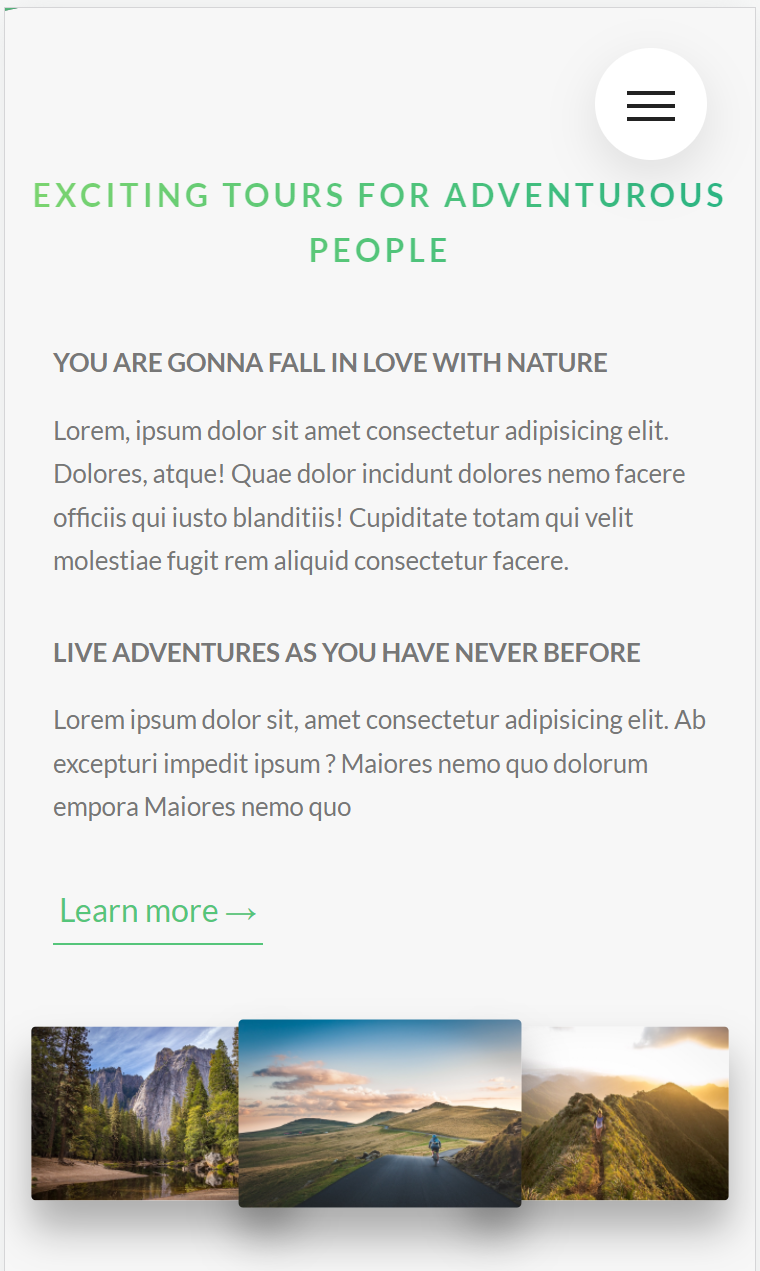 EXCITING TOURS FOR ADVENTUROUS
PEOPLE
YOU ARE GONNA FALL IN LOVE WITH NATURE
Lorem, ipsum dolor sit amet consectetur adipisicing elit.
Dolores, atque! Quae dolor incidunt dolores nemo facere
officiis qui iusto blanditiis! Cupiditate totam qui velit
molestiae fugit rem aliquid consectetur facere.
LIVE ADVENTURES AS YOU HAVE NEVER BEFORE
Lorem ipsum dolor sit, amet consectetur adipisicing elit. Ab
excepturi impedit ipsum ? Maiores nemo quo dolorum
empora Maiores nemo quo
Learn more →